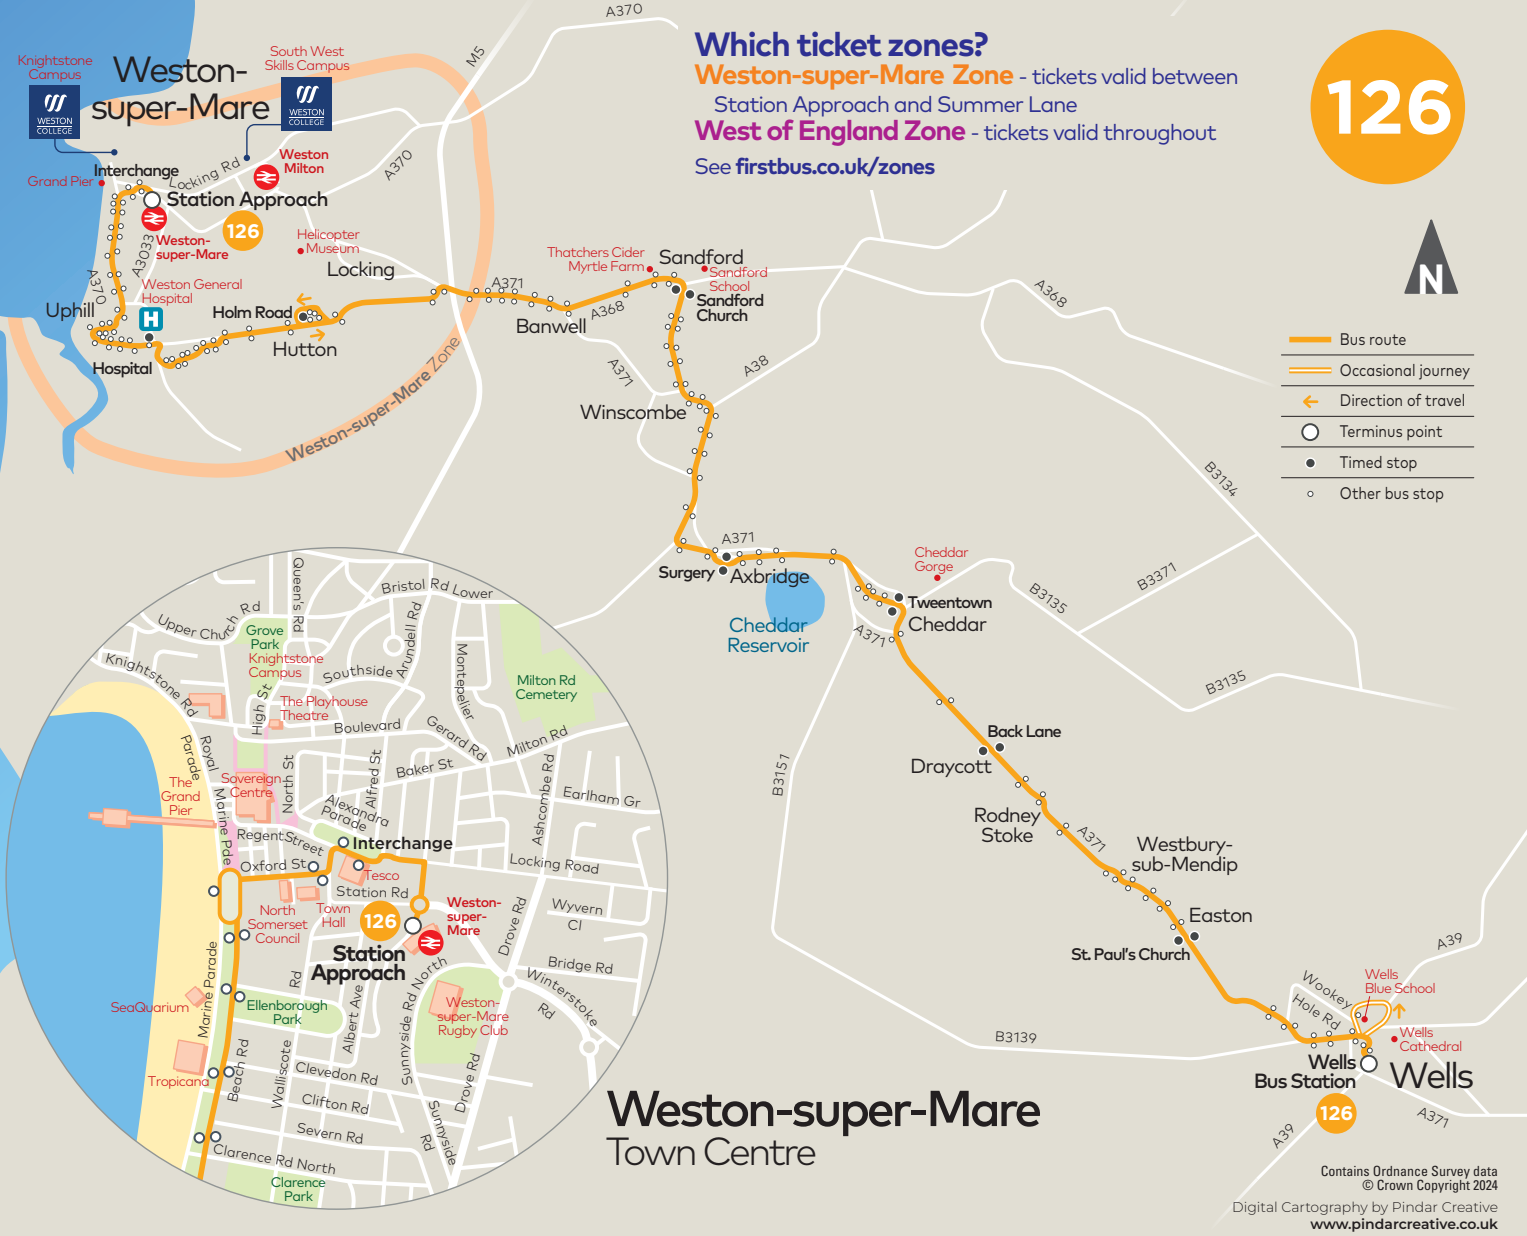 Which ticket zones?
Weston-super-Mare Zone - tickets valid between
Station Approach and Summer Lane
West of England Zone - tickets valid throughout
See firstbus.co.uk/zones
126
N
Bus route
Occasional journey
Direction of travel
Terminus point
Timed stop
Other bus stop
A370
M5
Knightstone
Campus
WESTON
COLLEGE
Weston-
super-Mare
South West
Skills Campus
WESTON
COLLEGE
Interchange
Grand Pier
Locking Rd
Weston
Milton
A370
Station Approach
126
Weston-
super-Mare
A3033
A370
Helicopter
Museum
Locking
Weston General
Hospital
H
Uphill
Holm Road
Hutton
Hospital
Weston-super-Mare Zone
A371
Banwell
A368
Thatchers Cider
Myrtle Farm
Sandford
Sandford
School
Sandford
Church
A371
A38
A368
Winscombe
B3134
A371
Surgery
Axbridge
Cheddar
Reservoir
Cheddar
Gorge
Tweentown
Cheddar
A371
B3135
B3371
B3135
B3151
Back Lane
Draycott
Rodney
Stoke
A371
Westbury-
sub-Mendip
Easton
St. Paul's Church
A39
Wookey
Hole Rd
Wells
Blue School
Wells
Cathedral
B3139
Wells
Bus Station
Wells
126
A371
A39
Queen's Rd
Bristol Rd Lower
Upper Church Rd
Grove
Park
Knightstone
Campus
Arundell Rd
Knightstone Rd
Southside
Montepelier
Milton Rd
Cemetery
High St
The Playhouse
Theatre
Boulevard
Gerard Rd
Milton Rd
Royal
Parade
North St
Alfred St
Baker St
Ashcombe Rd
Earlham Gr
The
Grand
Pier
Sovereign
Centre
Marine Pde
Alexandra
Parade
Regent Street
Interchange
Oxford St
Tesco
Station Rd
Locking Road
North
Somerset
Council
Town
Hall
126
Weston-
super-
Mare
Station
Approach
Drove Rd
Wyvern
Cl
Bridge Rd
Winterstoke
Rd
Marine Parade
SeaQuarium
Ellenborough
Park
Rd
Walliscote
Albert Ave
Sunnyside Rd North
Weston-
super-Mare
Rugby Club
Tropicana
Beach Rd
Clevedon Rd
Clifton Rd
Severn Rd
Drove Rd
Sunnyside
Rd
Clarence Rd North
Clarence
Park
Weston-super-Mare
Town Centre
Contains Ordnance Survey data
© Crown Copyright 2024
Digital Cartography by Pindar Creative
www.pindarcreative.co.uk